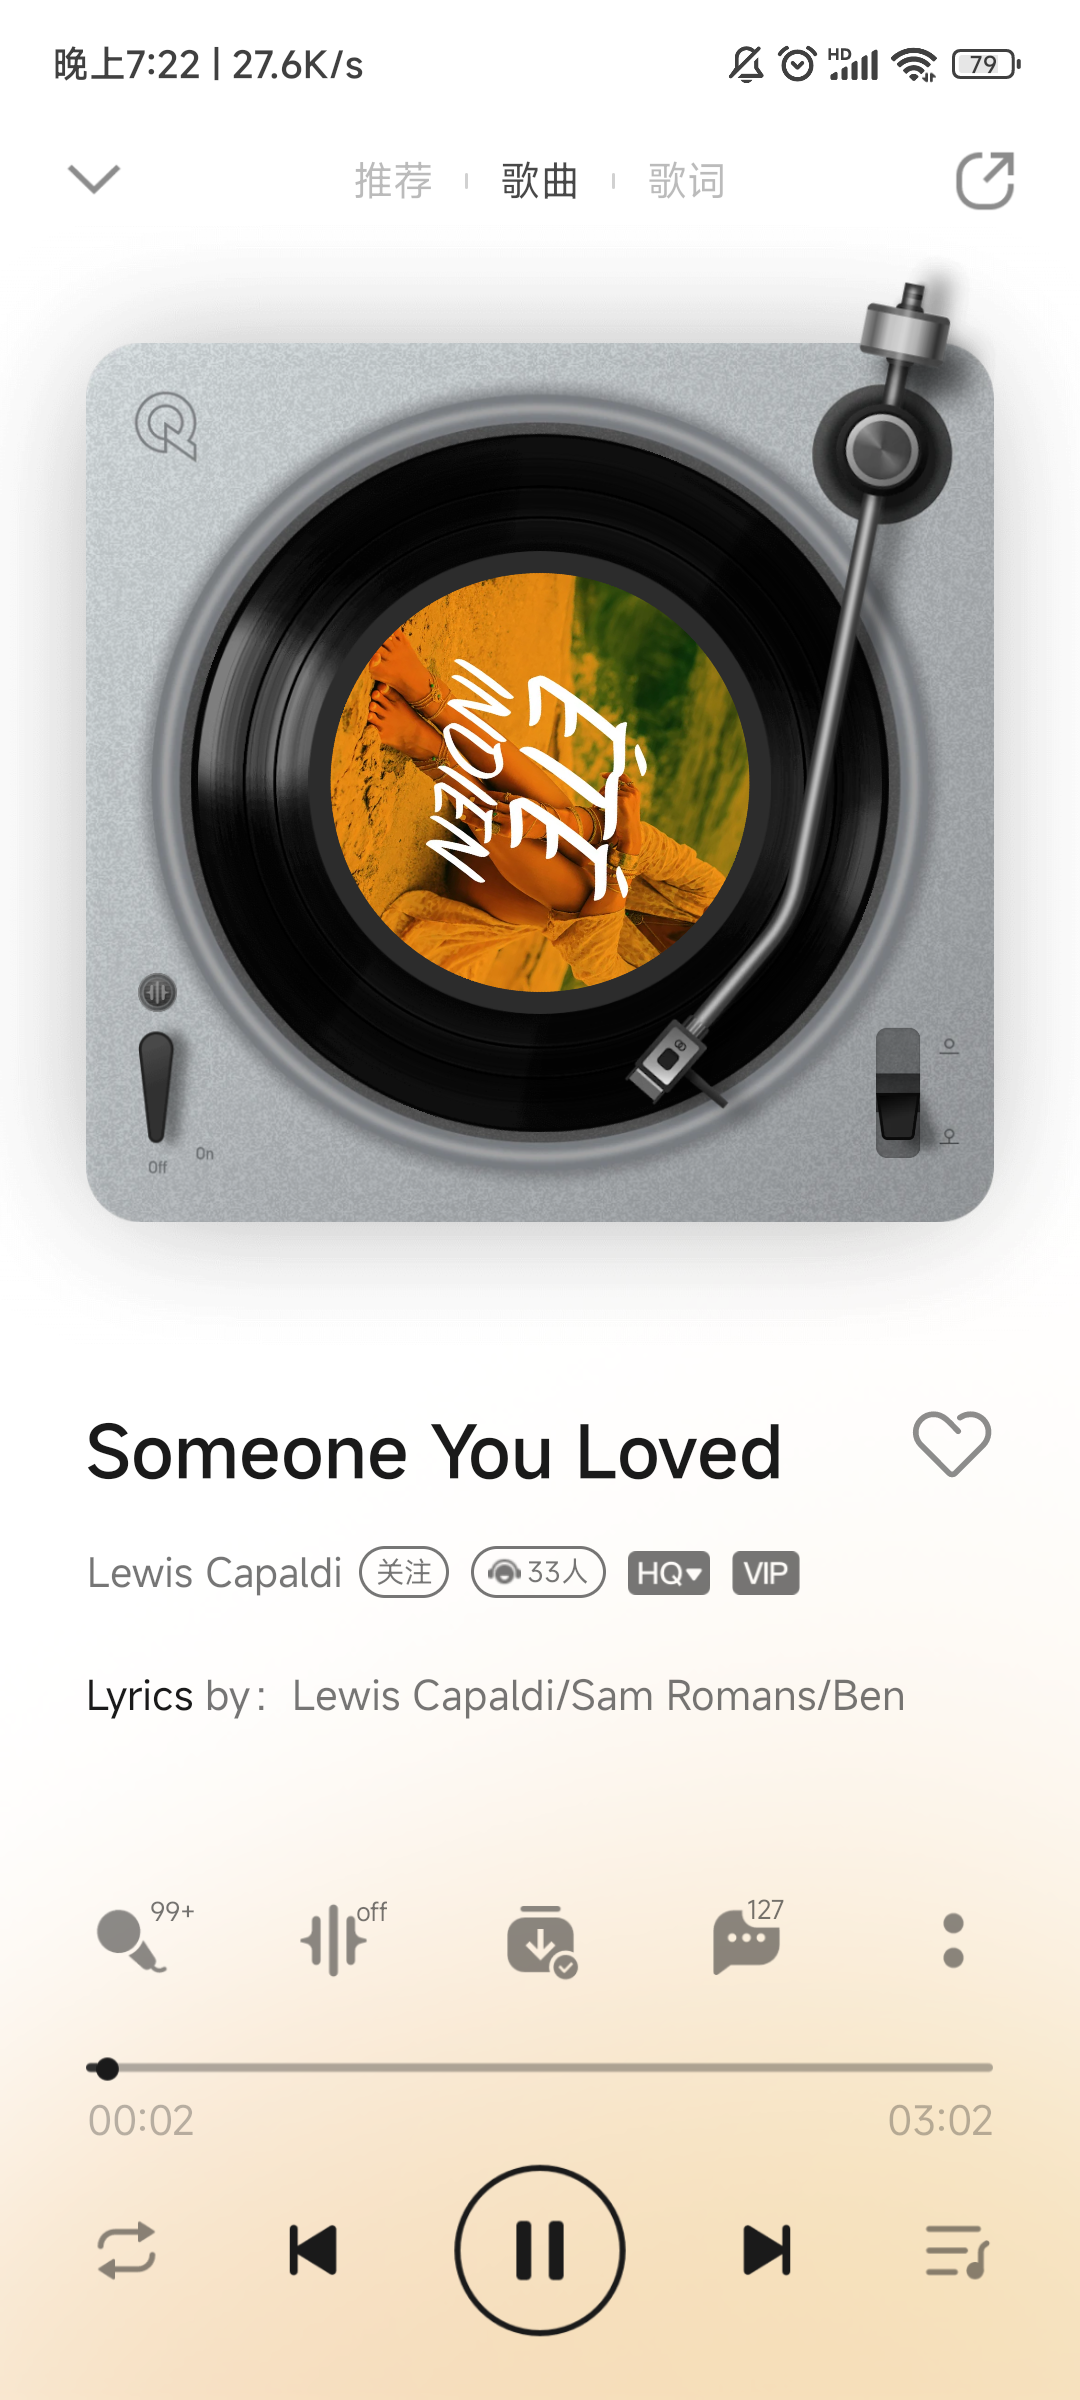 晚上7:22 | 27.6K/s
HD
79
推荐
歌曲
歌词
INDIEN
Off
On
Someone You Loved
Lewis Capaldi 关注 33人 HQ VIP
Lyrics by: Lewis Capaldi/Sam Romans/Ben
99+
off
127
00:02
03:02